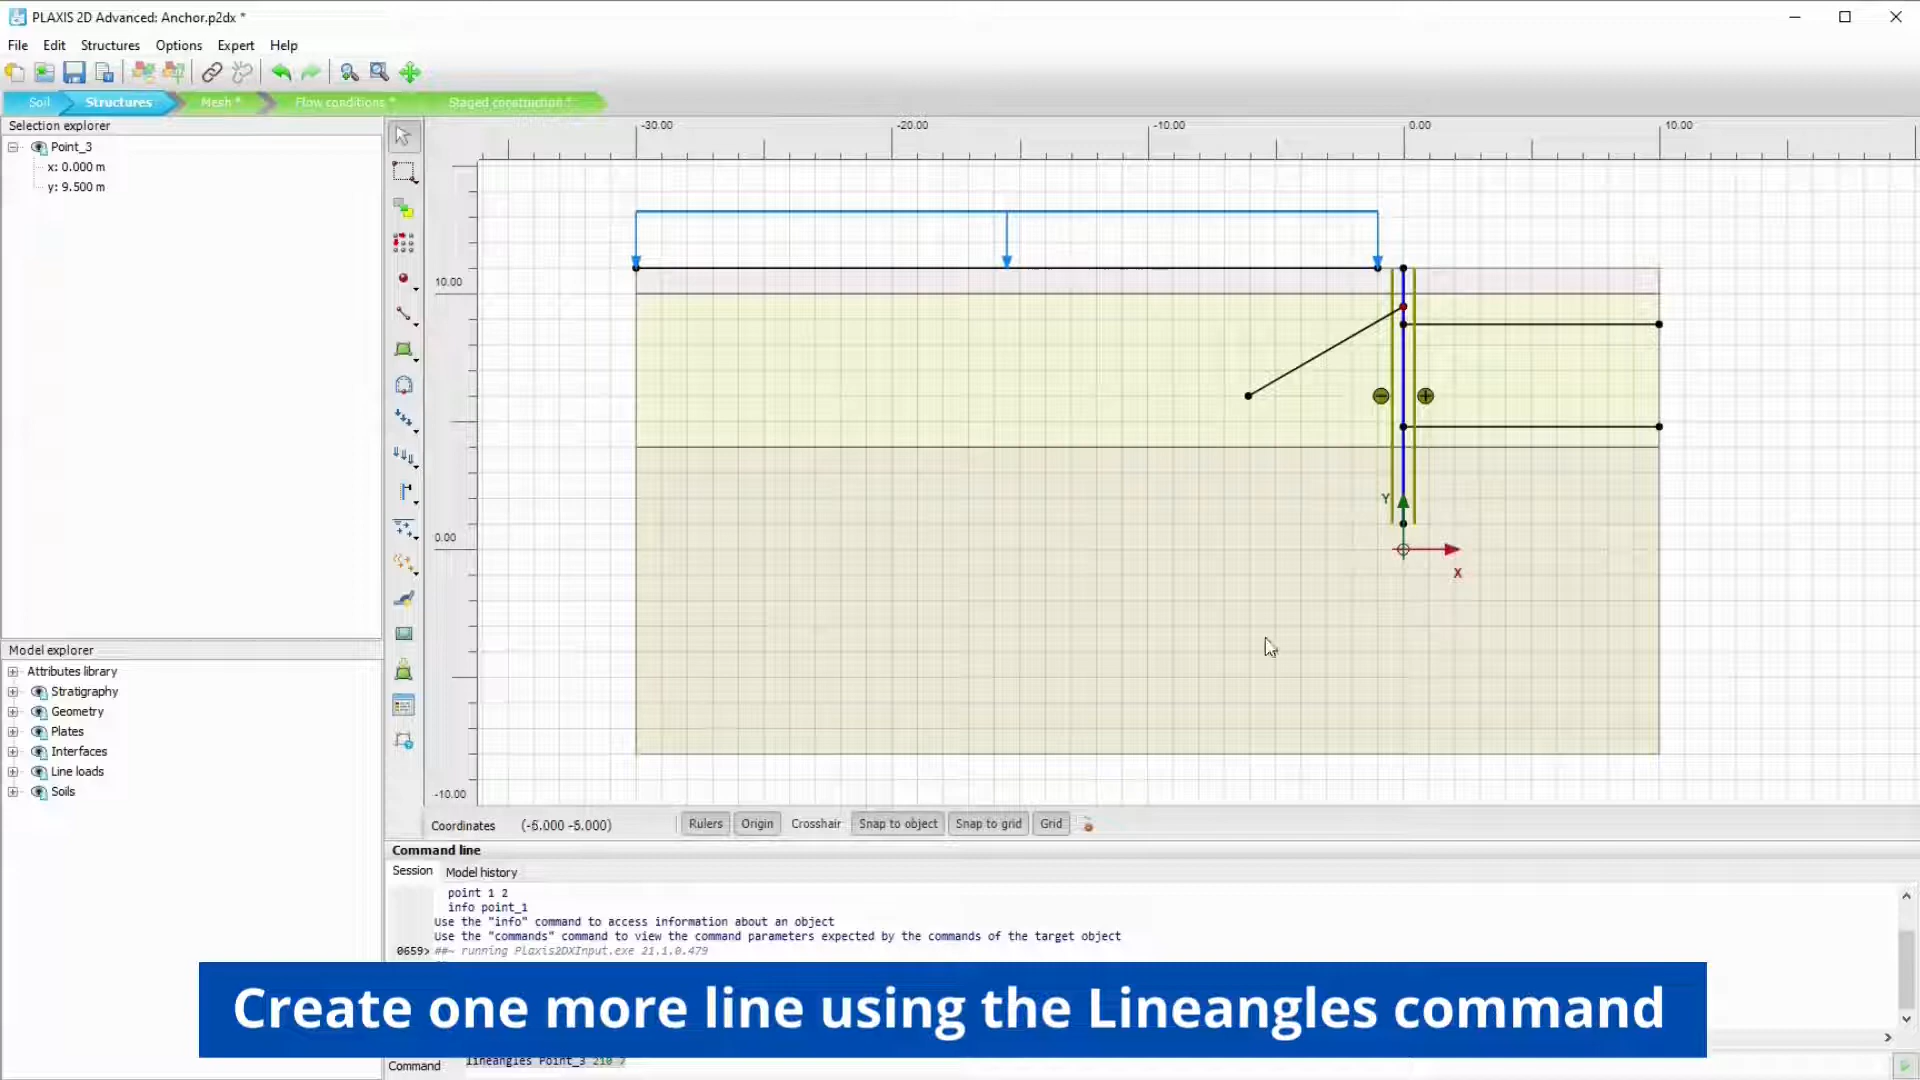 PLAXIS 2D Advanced: Anchor.p2dx *
File Edit Structures Options Expert Help
Soil Structures Mesh * Flow conditions * Staged construction *
Selection explorer
Point_3
x: 0.000 m
y: 9.500 m
-30.00 -20.00 -10.00 0.00 10.00
10.00
0.00
-10.00
Y
X
Model explorer
Attributes library
Stratigraphy
Geometry
Plates
Interfaces
Line loads
Soils
Coordinates (-5.000 -5.000) Rulers Origin Crosshair Snap to object Snap to grid Grid
Command line
Session Model history
point 1 2
info point_1
Use the "info" command to access information about an object
Use the "commands" command to view the command parameters expected by the commands of the target object
0659> ##~ running Plaxis2DXInput.exe 21.1.0.479
Create one more line using the Lineangles command
Command lineangles Point_3 210 7